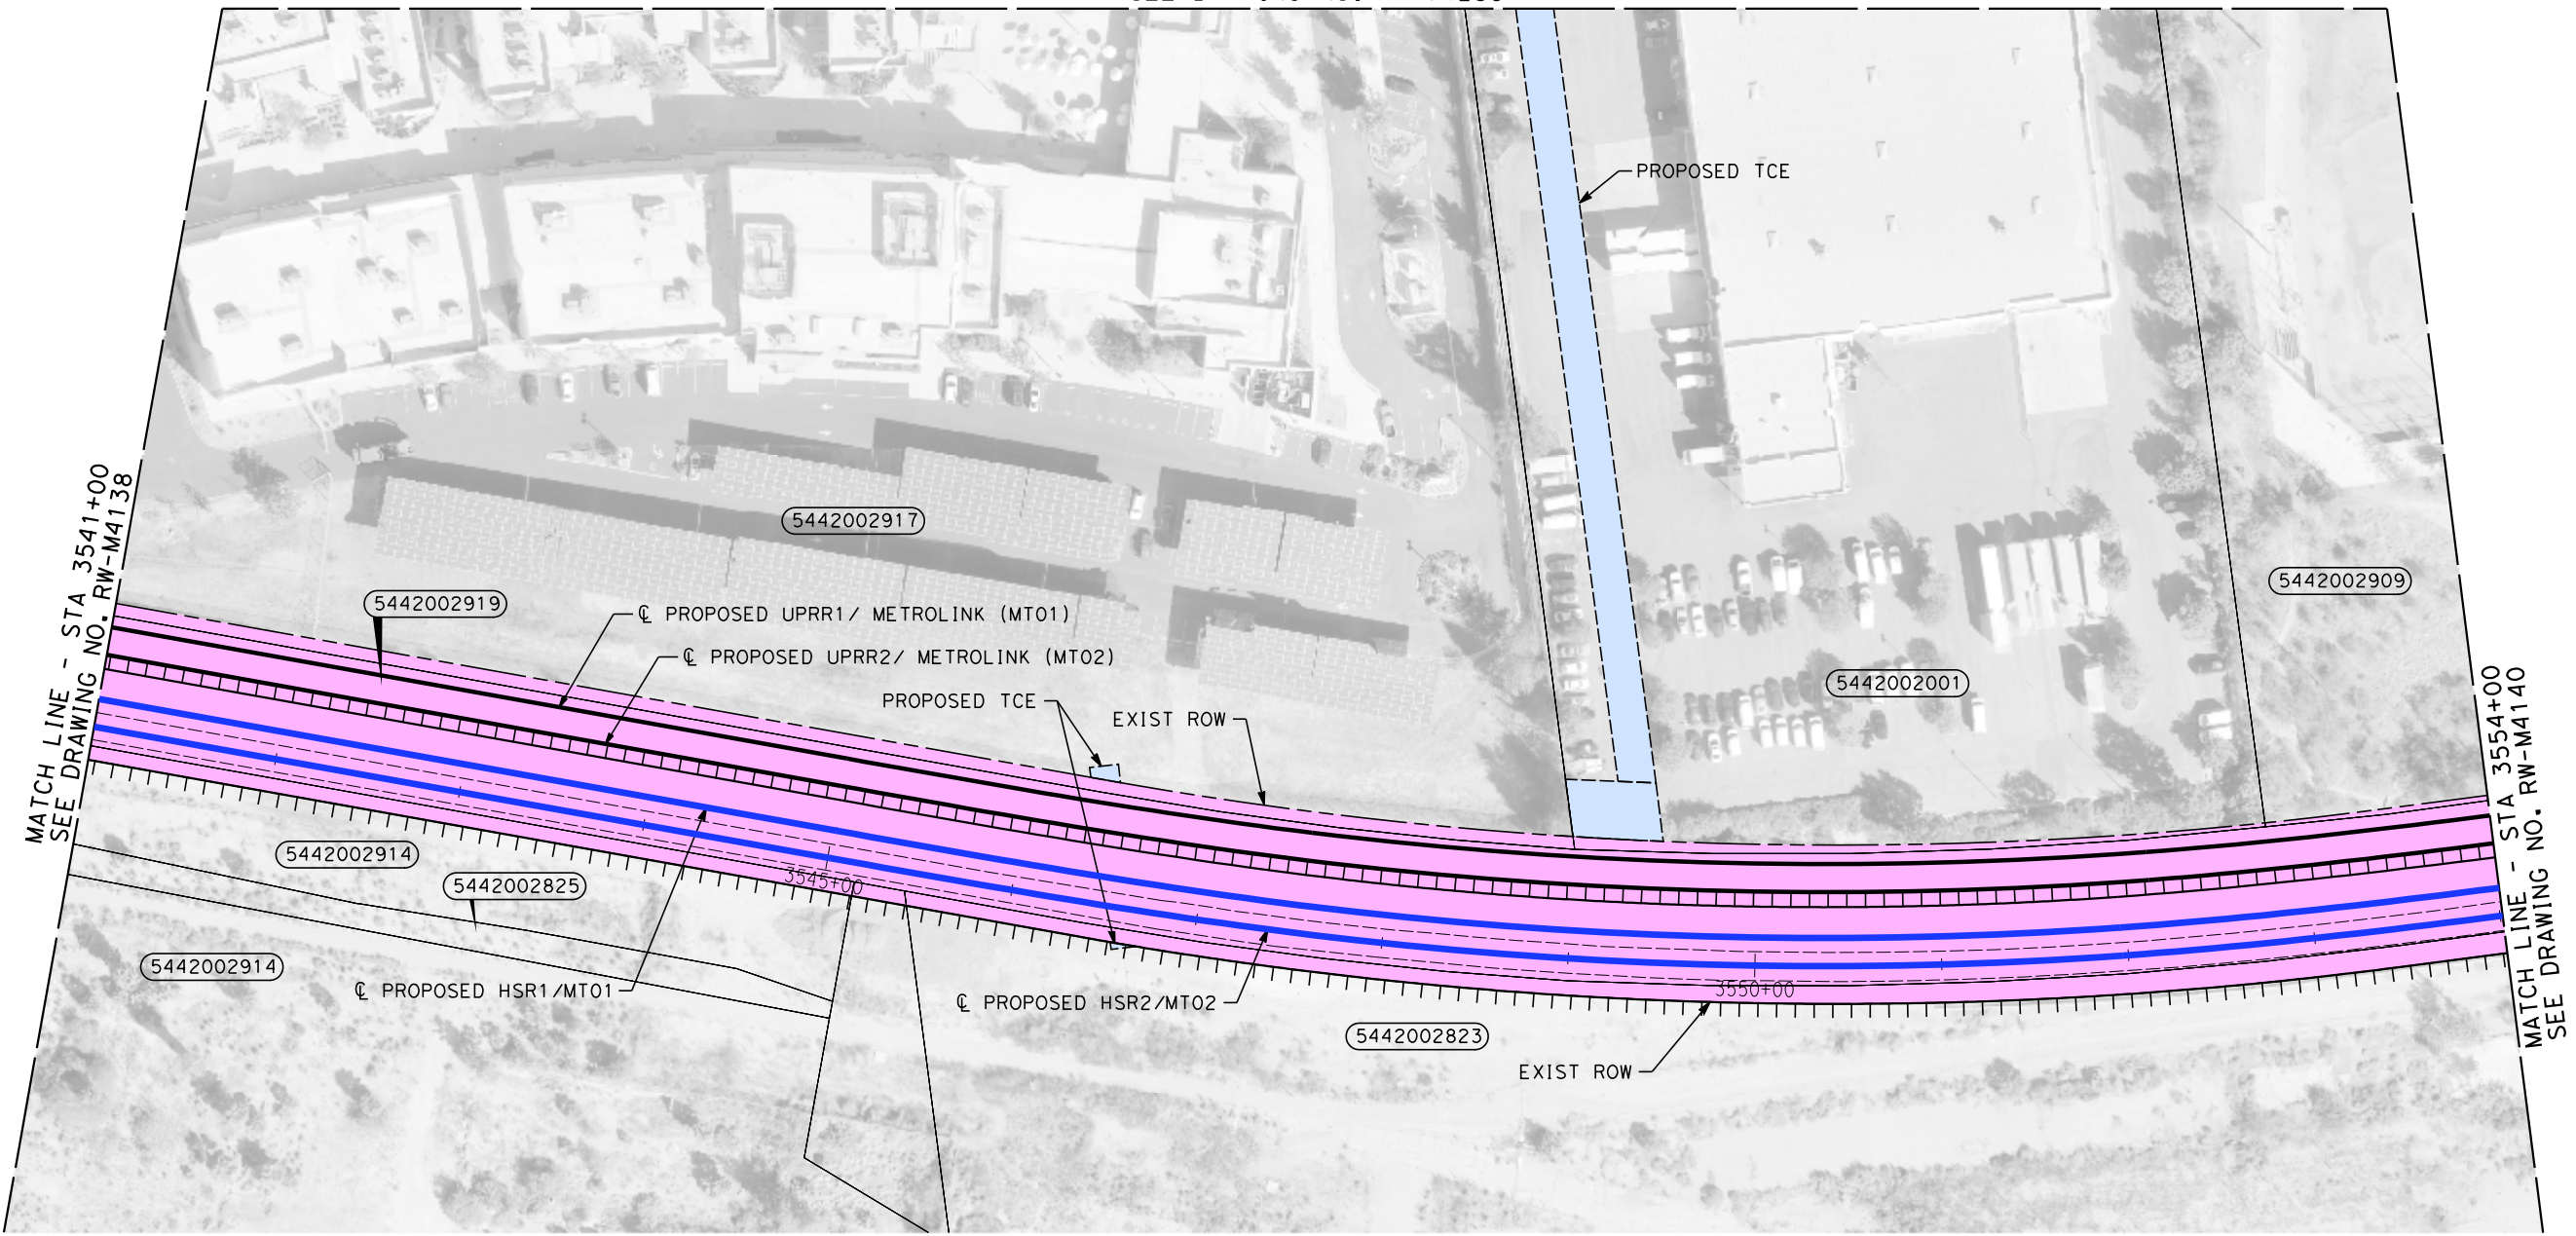 PROPOSED TCE
5442002917
5442002909
MATCH LINE - STA 3541+00
SEE DRAWING NO. RW-M4138
5442002919
℄ PROPOSED UPRR1/ METROLINK (MT01)
℄ PROPOSED UPRR2/ METROLINK (MT02)
5442002001
PROPOSED TCE
EXIST ROW
MATCH LINE - STA 3554+00
SEE DRAWING NO. RW-M4140
5442002914
5442002825
3545+00
5442002914
℄ PROPOSED HSR1/MT01
℄ PROPOSED HSR2/MT02
3550+00
5442002823
EXIST ROW